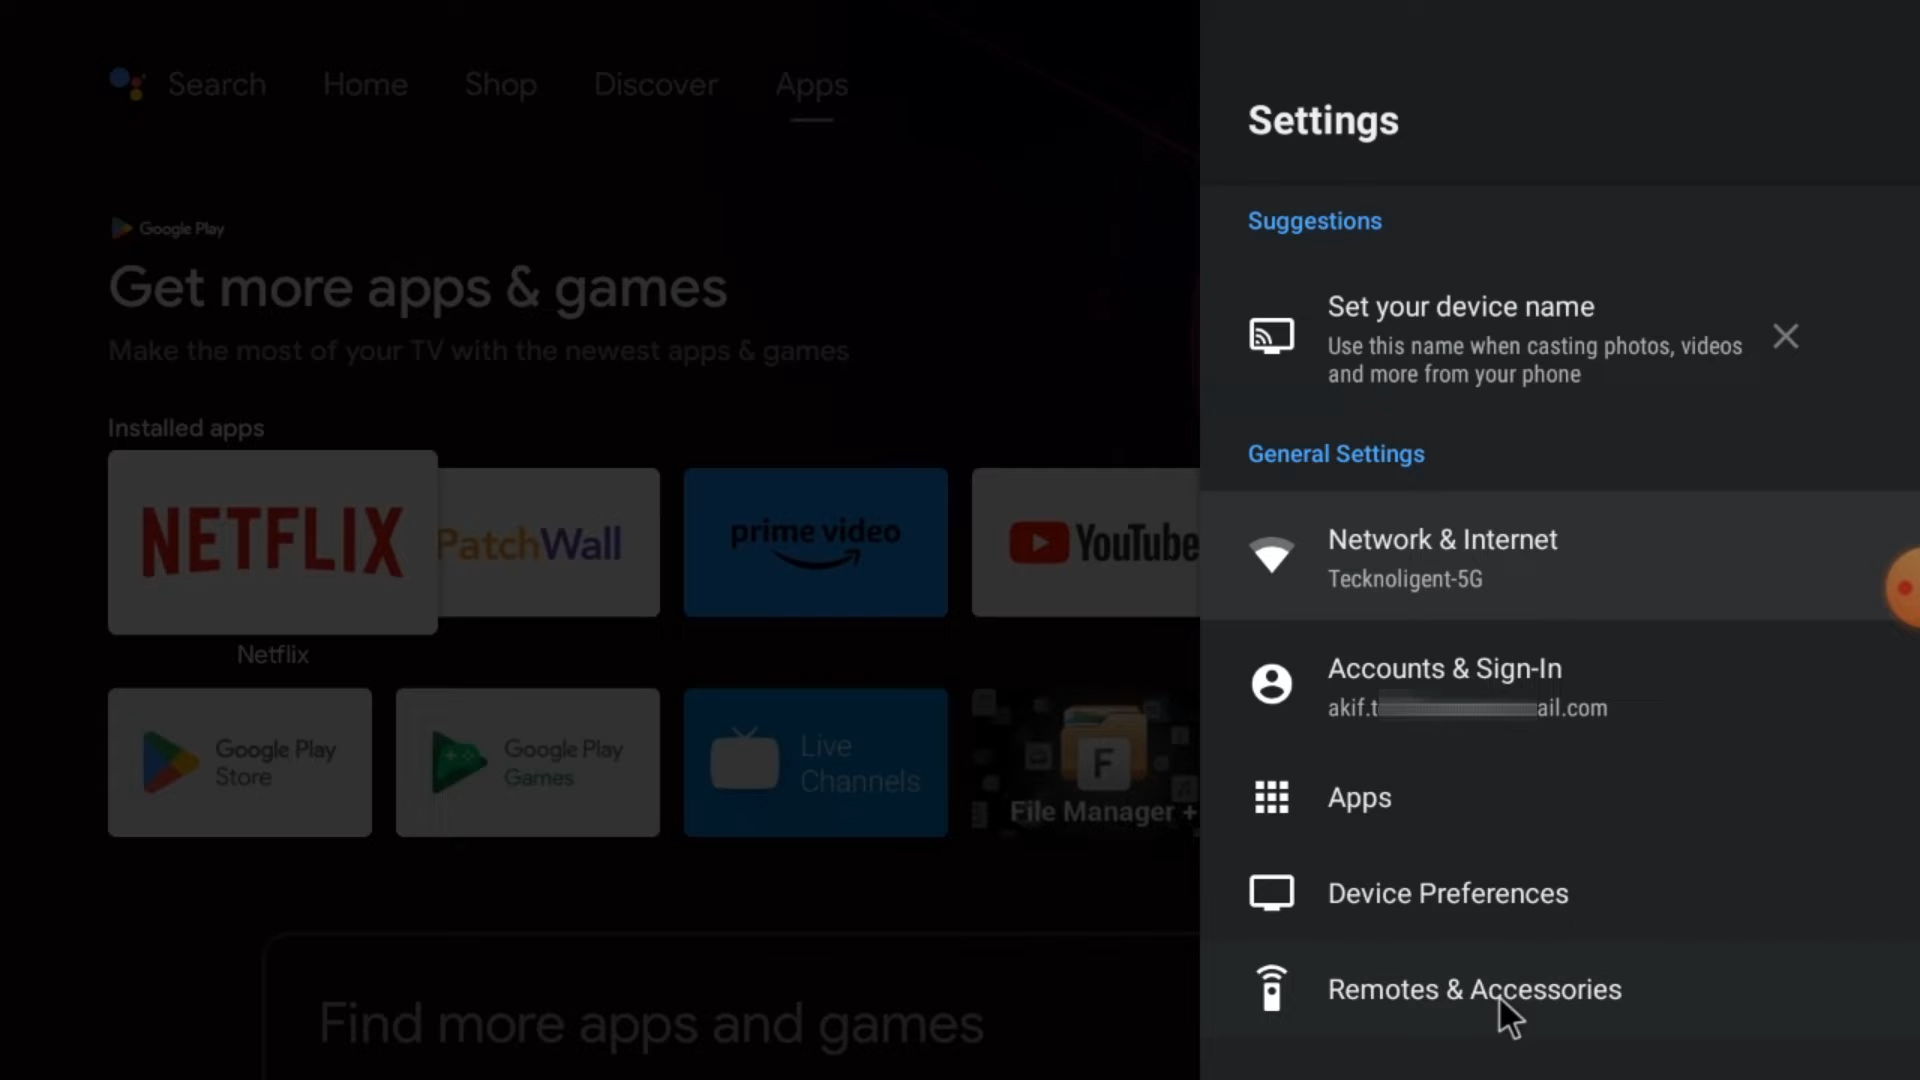 Search Home Shop Discover Apps
Google Play
Get more apps & games
Make the most of your TV with the newest apps & games
Installed apps
NETFLIX
PatchWall
prime video
YouTube
Netflix
Google Play
Store
Google Play
Games
Live
Channels
F
File Manager +
Find more apps and games
Settings
Suggestions
Set your device name
Use this name when casting photos, videos
and more from your phone
General Settings
Network & Internet
Tecknoligent-5G
Accounts & Sign-In
akif.t ail.com
Apps
Device Preferences
Remotes & Accessories